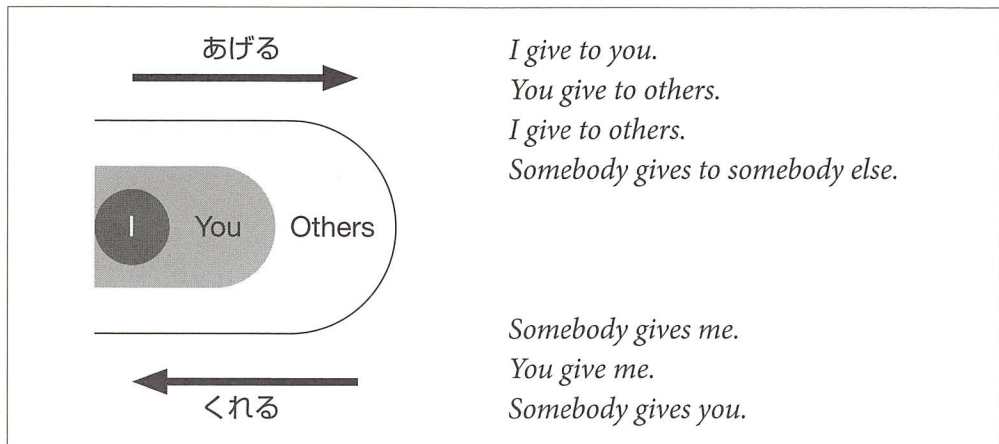 あげる
I give to you.
You give to others.
I give to others.
Somebody gives to somebody else.
I You Others
Somebody gives me.
You give me.
Somebody gives you.
くれる